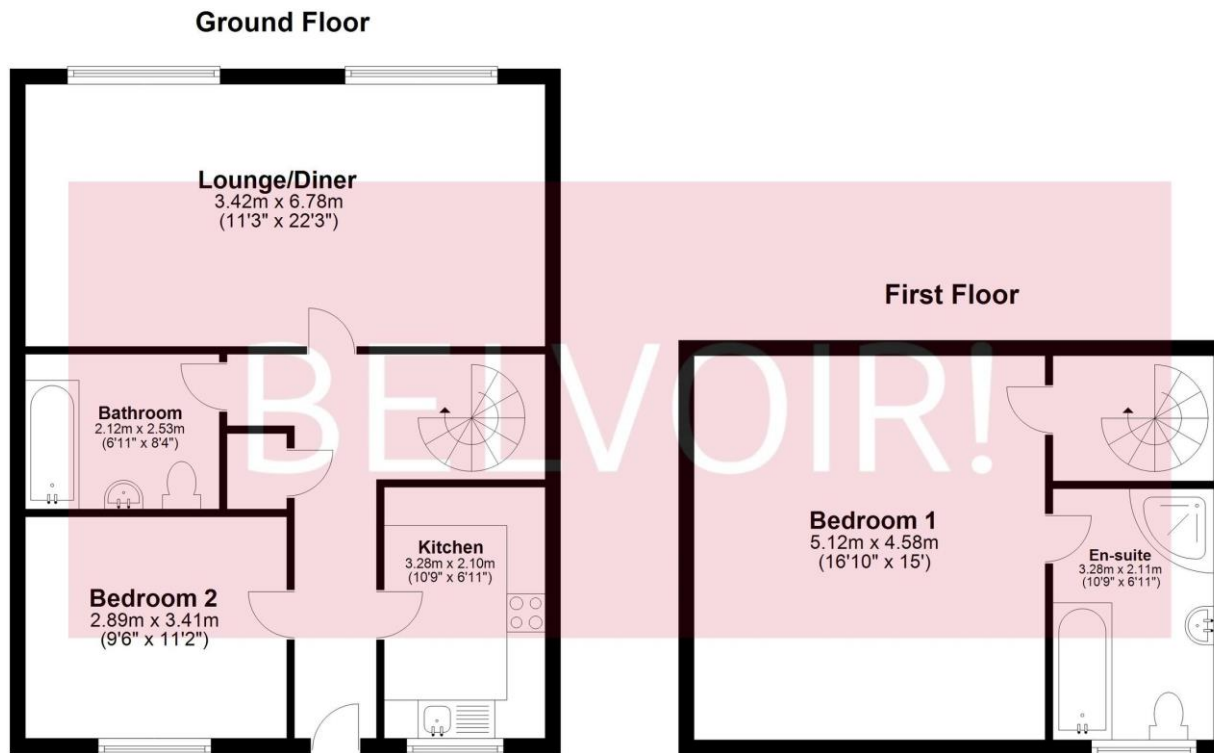 Ground Floor
Lounge/Diner
3.42m x 6.78m
(11'3" x 22'3")
First Floor
BELVOIR!
Bathroom
2.12m x 2.53m
(6'11" x 8'4")
Kitchen
3.28m x 2.10m
(10'9" x 6'11")
Bedroom 2
2.89m x 3.41m
(9'6" x 11'2")
Bedroom 1
5.12m x 4.58m
(16'10" x 15')
En-suite
3.28m x 2.11m
(10'9" x 6'11")